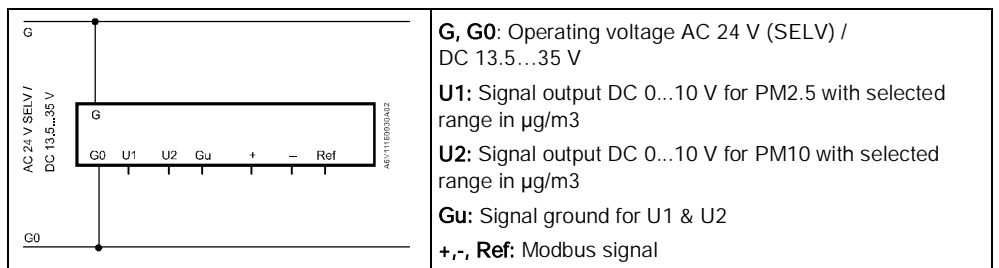 G
AC 24 V SELV /
DC 13,5...35 V
G
G0 U1 U2 Gu + – Ref
A6V11160930A02
G0
G, G0: Operating voltage AC 24 V (SELV) /
DC 13.5…35 V
U1: Signal output DC 0...10 V for PM2.5 with selected
range in µg/m3
U2: Signal output DC 0...10 V for PM10 with selected
range in µg/m3
Gu: Signal ground for U1 & U2
+,-, Ref: Modbus signal